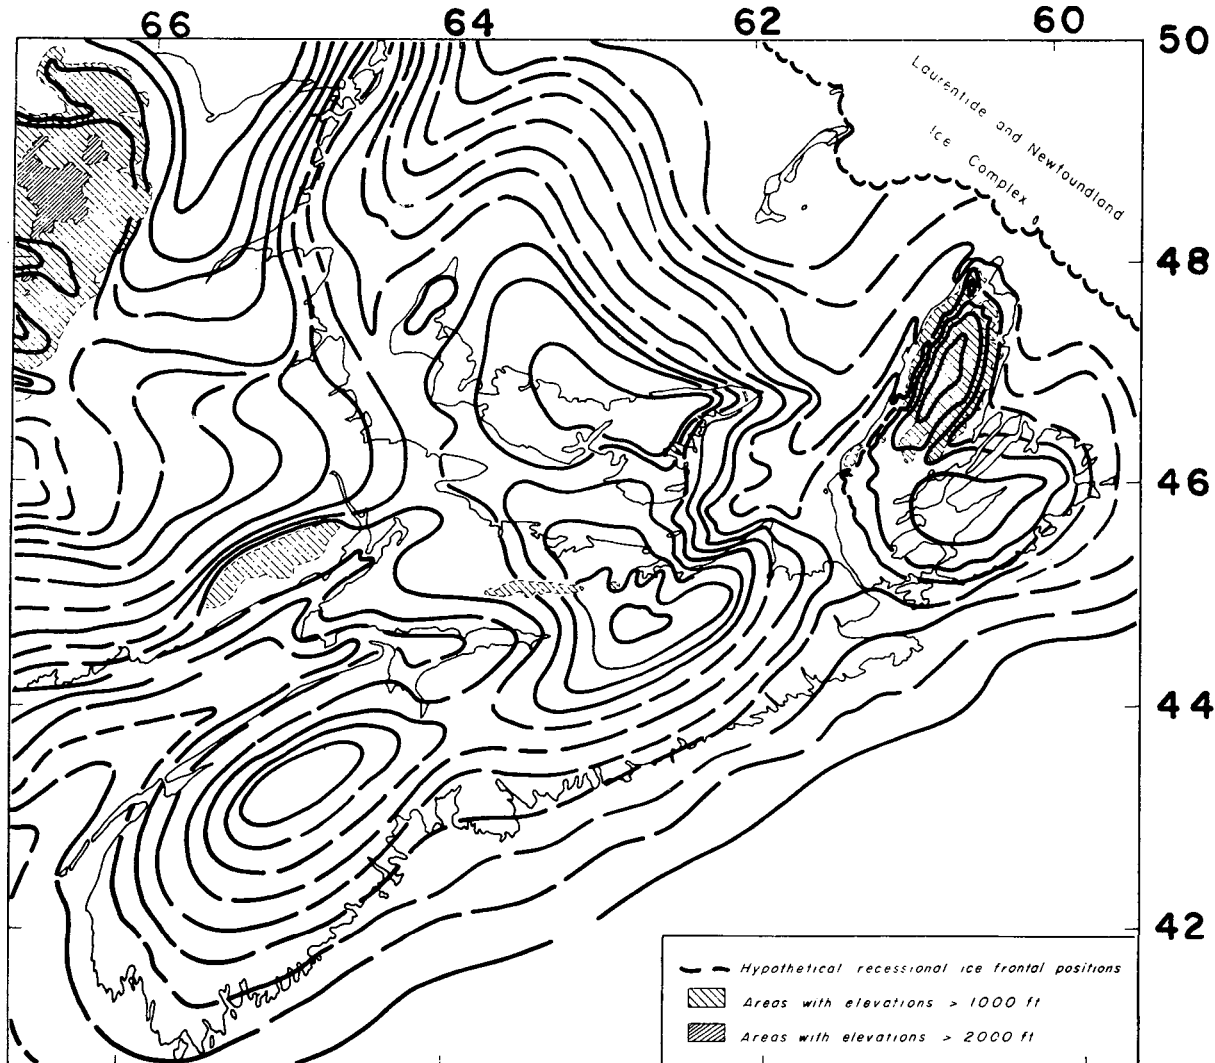 66 64 62 60
50
Laurentide and Newfoundland
Ice Complex
48
46
44
42
Hypothetical recessional ice frontal positions
Areas with elevations > 1000 ft
Areas with elevations > 2000 ft